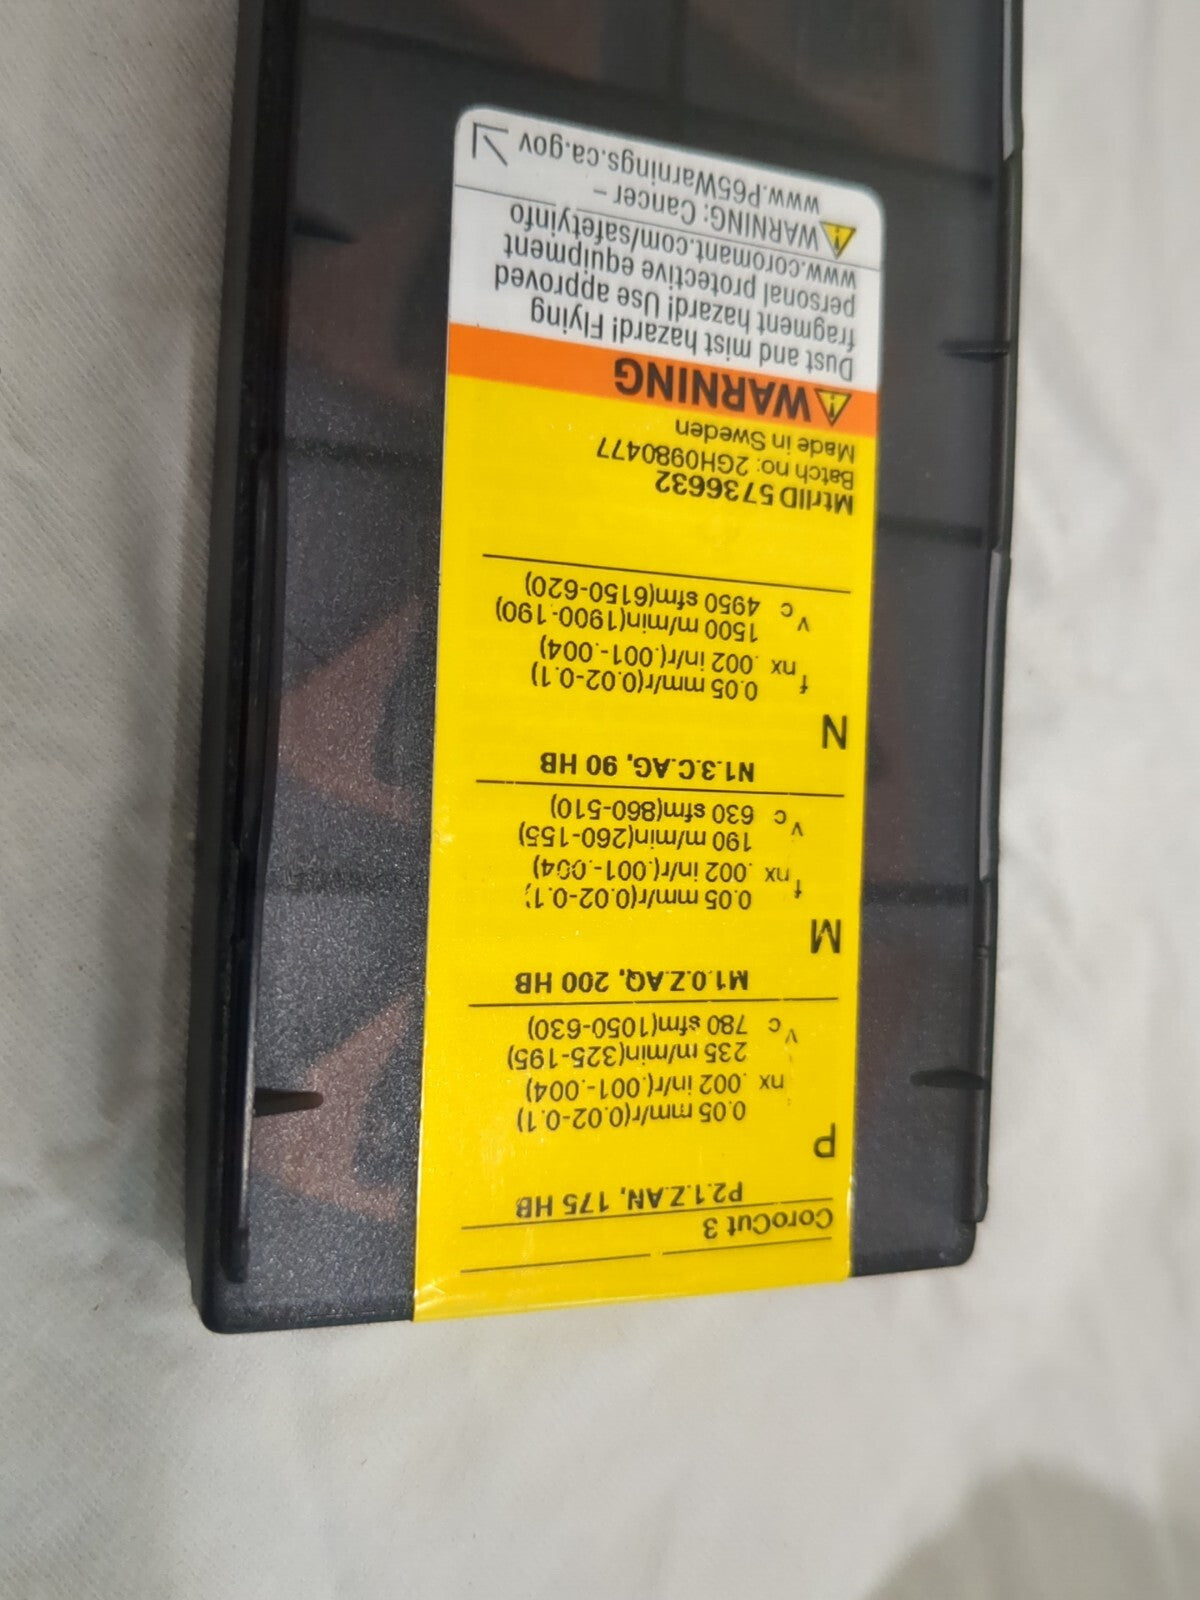 CoroCut 3
P2.1.Z.AN, 175 HB
P
0.05 mm/r(0.02-0.1)
nx .002 in/r(.001-.004)
235 m/min(325-195)
vc 780 sfm(1050-630)
M1.0.Z.AQ, 200 HB
M
0.05 mm/r(0.02-0.1)
fnx .002 in/r(.001-.004)
190 m/min(260-155)
vc 630 sfm(860-510)
N1.3.C.AG, 90 HB
N
0.05 mm/r(0.02-0.1)
fnx .002 in/r(.001-.004)
1500 m/min(1900-190)
vc 4950 sfm(6150-620)
MtrlID 5736632
Batch no: 2GH0980477
Made in Sweden
WARNING
Dust and mist hazard! Flying
fragment hazard! Use approved
personal protective equipment
www.coromant.com/safetyinfo
WARNING: Cancer –
www.P65Warnings.ca.gov